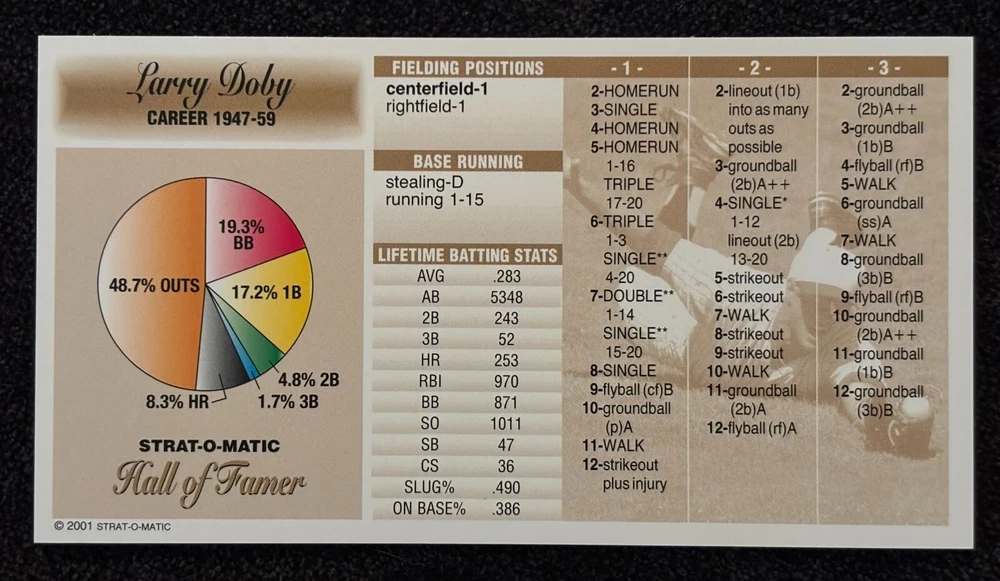 Larry Doby
CAREER 1947-59
19.3%
BB
48.7% OUTS
17.2% 1B
4.8% 2B
8.3% HR
1.7% 3B
STRAT-O-MATIC
Hall of Famer
© 2001 STRAT-O-MATIC
FIELDING POSITIONS
centerfield-1
rightfield-1
BASE RUNNING
stealing-D
running 1-15
LIFETIME BATTING STATS
AVG .283
AB 5348
2B 243
3B 52
HR 253
RBI 970
BB 871
SO 1011
SB 47
CS 36
SLUG% .490
ON BASE% .386
- 1 -
2-HOMERUN
3-SINGLE
4-HOMERUN
5-HOMERUN
1-16
TRIPLE
17-20
6-TRIPLE
1-3
SINGLE**
4-20
7-DOUBLE**
1-14
SINGLE**
15-20
8-SINGLE
9-flyball (cf)B
10-groundball
(p)A
11-WALK
12-strikeout
plus injury
- 2 -
2-lineout (1b)
into as many
outs as
possible
3-groundball
(2b)A++
4-SINGLE*
1-12
lineout (2b)
13-20
5-strikeout
6-strikeout
7-WALK
8-strikeout
9-strikeout
10-WALK
11-groundball
(2b)A
12-flyball (rf)A
- 3 -
2-groundball
(2b)A++
3-groundball
(1b)B
4-flyball (rf)B
5-WALK
6-groundball
(ss)A
7-WALK
8-groundball
(3b)B
9-flyball (rf)B
10-groundball
(2b)A++
11-groundball
(1b)B
12-groundball
(3b)B